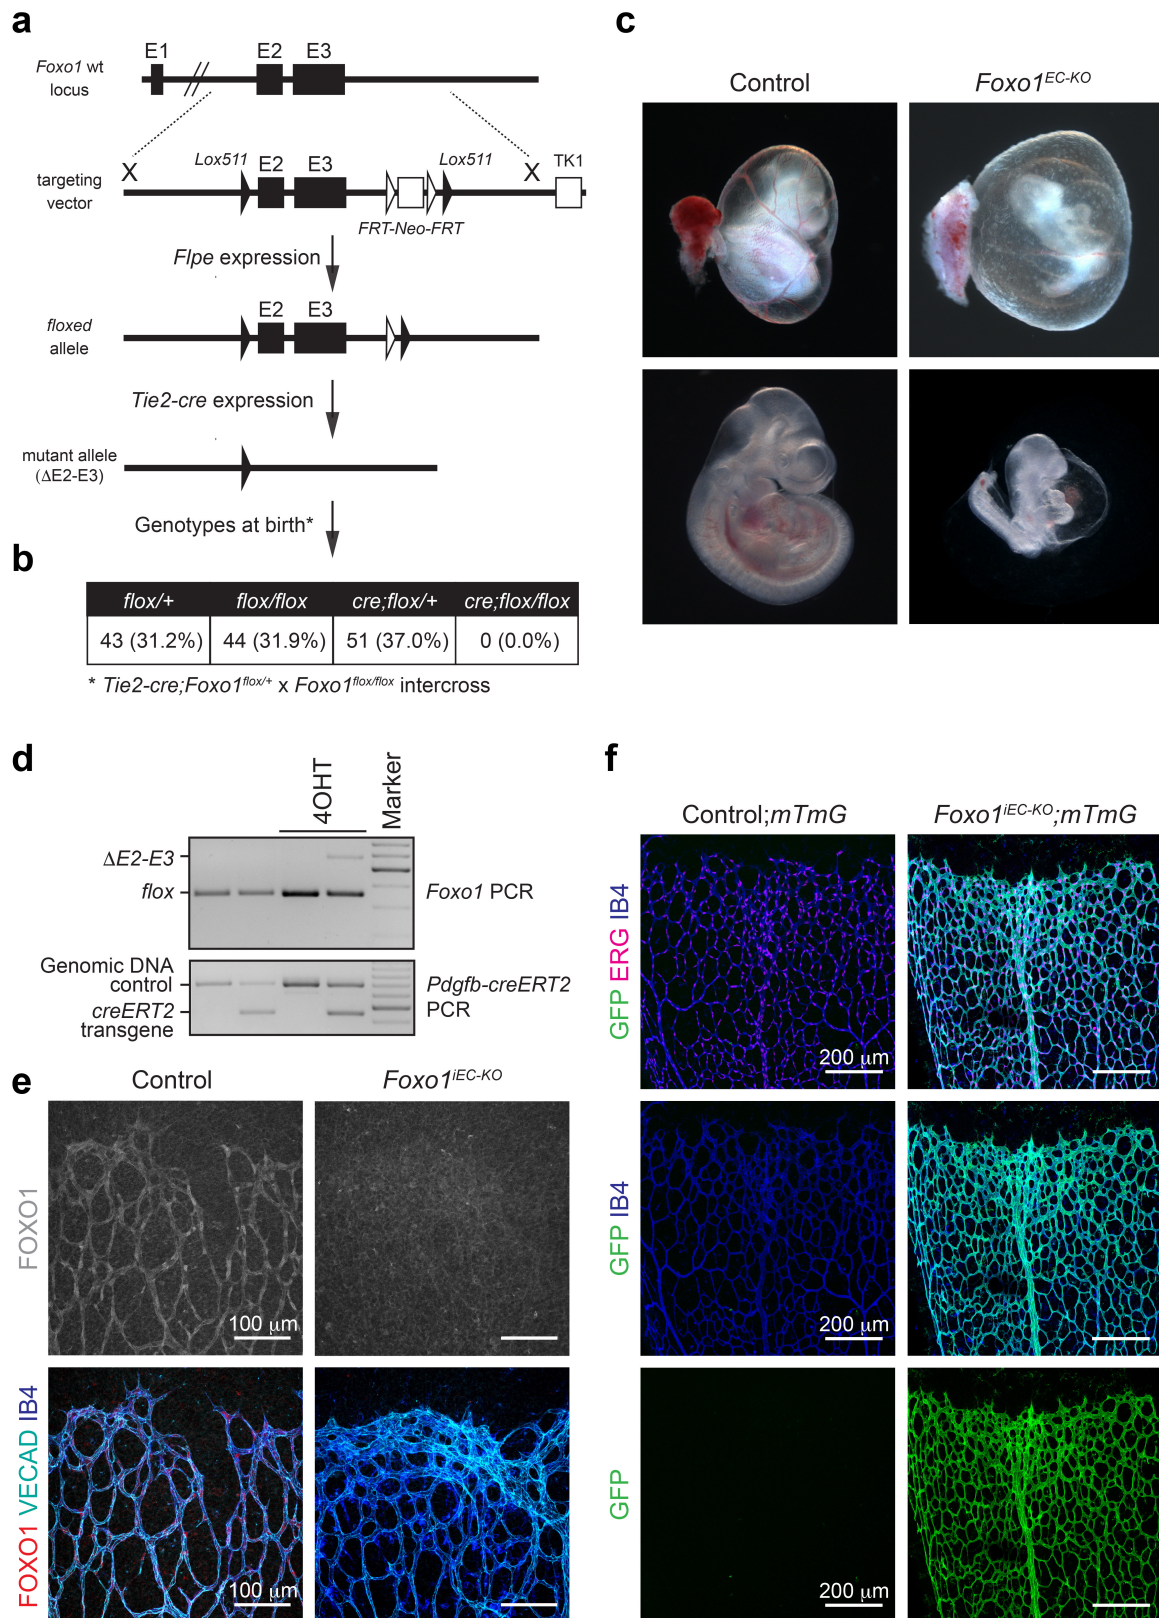 a
E1
E2
E3
Foxo1 wt
locus
X
Lox511
E2
E3
Lox511
X
TK1
targeting
vector
FRT-Neo-FRT
Flpe expression
E2
E3
floxed
allele
Tie2-cre expression
mutant allele
(ΔE2-E3)
Genotypes at birth*
b
flox/+ flox/flox cre;flox/+ cre;flox/flox
43 (31.2%) 44 (31.9%) 51 (37.0%) 0 (0.0%)
* Tie2-cre;Foxo1flox/+ x Foxo1flox/flox intercross
c
Control
Foxo1EC-KO
d
4OHT
Marker
ΔE2-E3
flox
Foxo1 PCR
Genomic DNA
control
creERT2
transgene
Pdgfb-creERT2
PCR
e
Control
Foxo1iEC-KO
FOXO1
100 µm
FOXO1 VECAD IB4
100 µm
f
Control;mTmG
Foxo1iEC-KO;mTmG
GFP ERG IB4
200 µm
GFP IB4
200 µm
GFP
200 µm